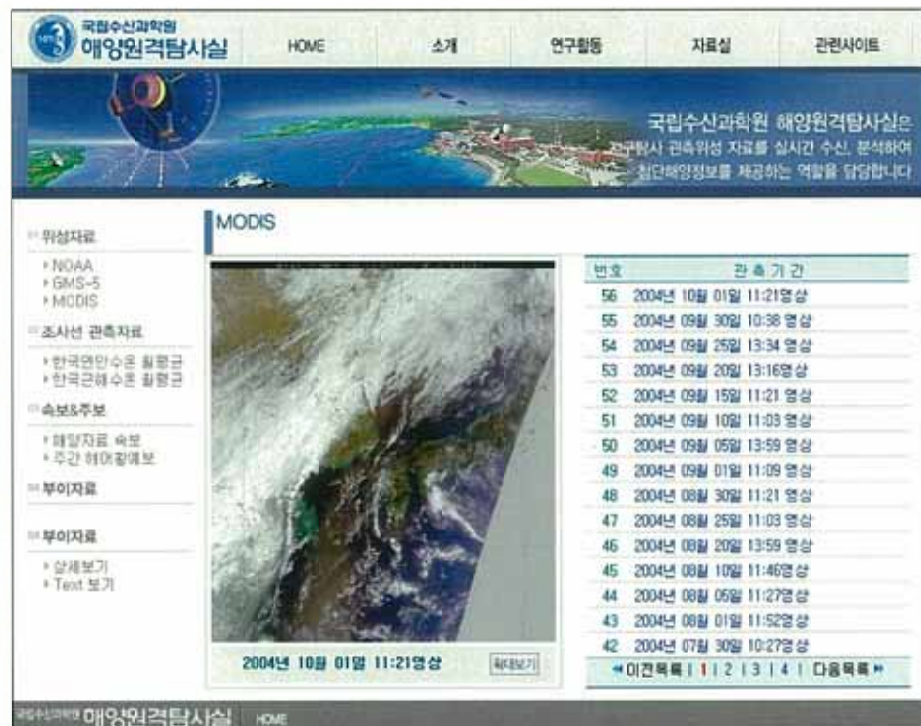 국립수산과학원
해양원격탐사실
HOME
소개
연구활동
자료실
관련사이트
국립수산과학원 해양원격탐사실은
지구탐사 관측위성 자료를 실시간 수신, 분석하여
첨단해양정보를 제공하는 역할을 담당합니다
위성자료
NOAA
GMS-5
MODIS
조사선 관측자료
한국연안수온 월평균
한국근해수온 월평균
속보&주보
해양자료 속보
주간 해어황예보
부이자료
부이자료
상세보기
Text 보기
MODIS
2004년 10월 01일 11:21영상
확대보기
번호 관측기간
56 2004년 10월 01일 11:21영상
55 2004년 09월 30일 10:38 영상
54 2004년 09월 25일 13:34 영상
53 2004년 09월 20일 13:16영상
52 2004년 09월 15일 11:21 영상
51 2004년 09월 10일 11:03 영상
50 2004년 09월 05일 13:59 영상
49 2004년 09월 01일 11:09 영상
48 2004년 08월 30일 11:21 영상
47 2004년 08월 25일 11:03 영상
46 2004년 08월 20일 13:59 영상
45 2004년 08월 10일 11:46영상
44 2004년 08월 05일 11:27영상
43 2004년 08월 01일 11:52영상
42 2004년 07월 30일 10:27영상
이전목록 | 1 | 2 | 3 | 4 | 다음목록
국립수산과학원 해양원격탐사실 HOME